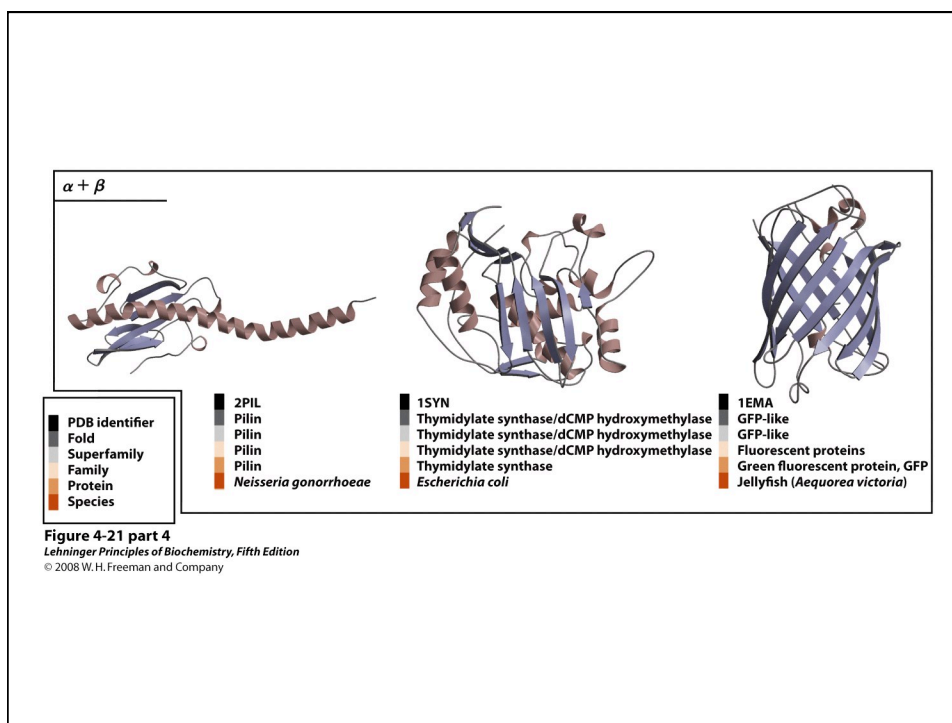 α + β
2PIL
Pilin
Pilin
Pilin
Pilin
Neisseria gonorrhoeae
1SYN
Thymidylate synthase/dCMP hydroxymethylase
Thymidylate synthase/dCMP hydroxymethylase
Thymidylate synthase/dCMP hydroxymethylase
Thymidylate synthase
Escherichia coli
1EMA
GFP-like
GFP-like
Fluorescent proteins
Green fluorescent protein, GFP
Jellyfish (Aequorea victoria)
PDB identifier
Fold
Superfamily
Family
Protein
Species
Figure 4-21 part 4
Lehninger Principles of Biochemistry, Fifth Edition
© 2008 W. H. Freeman and Company